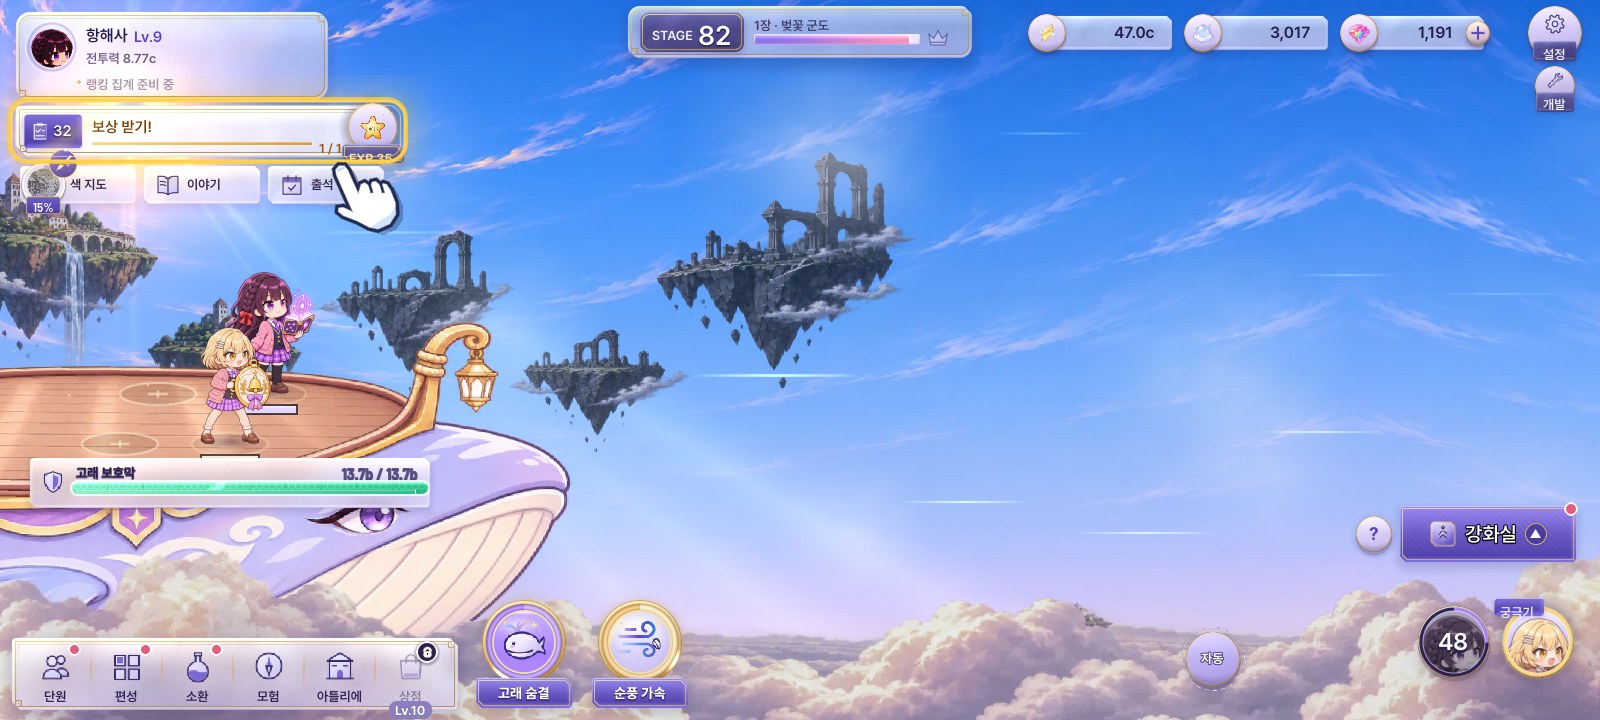 항해사 Lv.9
전투력 8.77c
* 랭킹 집계 준비 중
STAGE 82
1장 · 벚꽃 군도
47.0c
3,017
1,191
설정
개발
32
보상 받기!
1/1
EXP 35
색 지도
15%
이야기
출석
고래 보호막
13.7b / 13.7b
?
강화실
궁극기
48
자동
단원
편성
소환
모험
아틀리에
상점
Lv.10
고래 숨결
순풍 가속